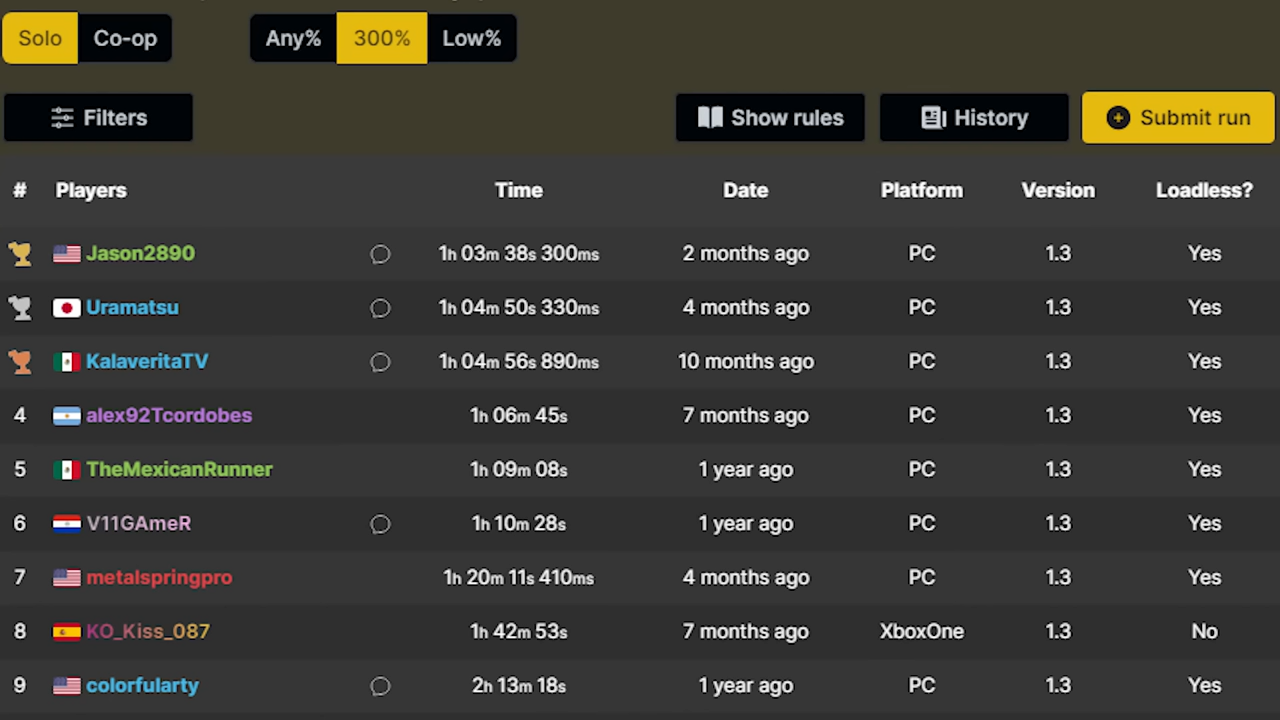 Solo Co-op Any% 300% Low%
Filters Show rules History Submit run
# Players Time Date Platform Version Loadless?
Jason2890 1h 03m 38s 300ms 2 months ago PC 1.3 Yes
Uramatsu 1h 04m 50s 330ms 4 months ago PC 1.3 Yes
KalaveritaTV 1h 04m 56s 890ms 10 months ago PC 1.3 Yes
4 alex92Tcordobes 1h 06m 45s 7 months ago PC 1.3 Yes
5 TheMexicanRunner 1h 09m 08s 1 year ago PC 1.3 Yes
6 V11GAmeR 1h 10m 28s 1 year ago PC 1.3 Yes
7 metalspringpro 1h 20m 11s 410ms 4 months ago PC 1.3 Yes
8 KO_Kiss_087 1h 42m 53s 7 months ago XboxOne 1.3 No
9 colorfularty 2h 13m 18s 1 year ago PC 1.3 Yes